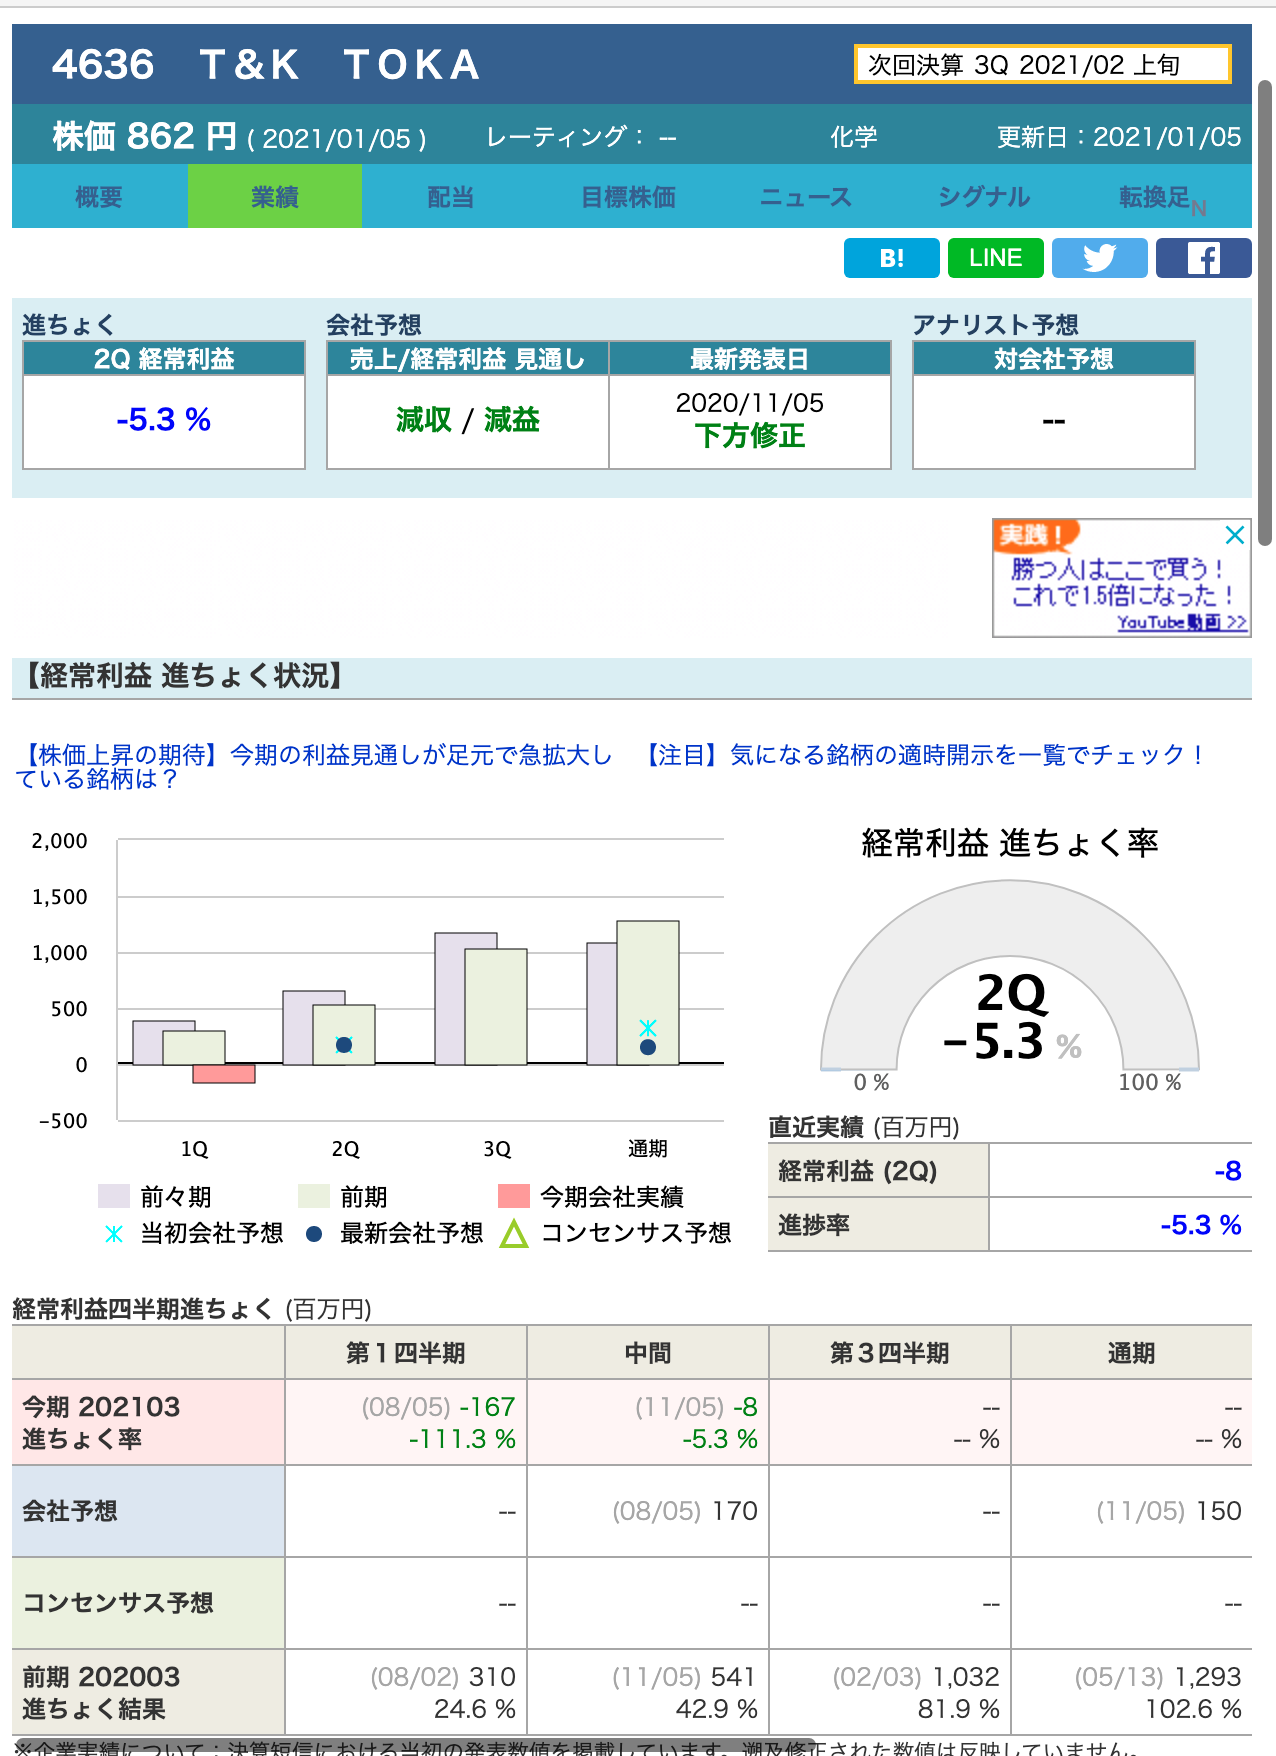 4636 T&K TOKA
次回決算 3Q 2021/02 上旬
株価 862 円 ( 2021/01/05 ) レーティング： -- 化学 更新日：2021/01/05
概要 業績 配当 目標株価 ニュース シグナル 転換足N
B! LINE
進ちょく 会社予想 アナリスト予想
2Q 経常利益 売上/経常利益 見通し 最新発表日 対会社予想
-5.3 % 減収 / 減益 2020/11/05 --
下方修正
実践！
勝つ人はここで買う！
これで1.5倍になった！
YouTube動画 >>
【経常利益 進ちょく状況】
【株価上昇の期待】今期の利益見通しが足元で急拡大し
ている銘柄は？
【注目】気になる銘柄の適時開示を一覧でチェック！
2,000
1,500
1,000
500
0
-500
1Q 2Q 3Q 通期
前々期 前期 今期会社実績
当初会社予想 最新会社予想 コンセンサス予想
経常利益 進ちょく率
2Q
-5.3 %
0 % 100 %
直近実績 (百万円)
経常利益 (2Q) -8
進捗率 -5.3 %
経常利益四半期進ちょく (百万円)
第１四半期 中間 第３四半期 通期
今期 202103 (08/05) -167 (11/05) -8 -- --
進ちょく率 -111.3 % -5.3 % -- % -- %
会社予想 -- (08/05) 170 -- (11/05) 150
コンセンサス予想 -- -- -- --
前期 202003 (08/02) 310 (11/05) 541 (02/03) 1,032 (05/13) 1,293
進ちょく結果 24.6 % 42.9 % 81.9 % 102.6 %
※企業実績について：決算短信における当初の発表数値を掲載しています。遡及修正された数値は反映していません。